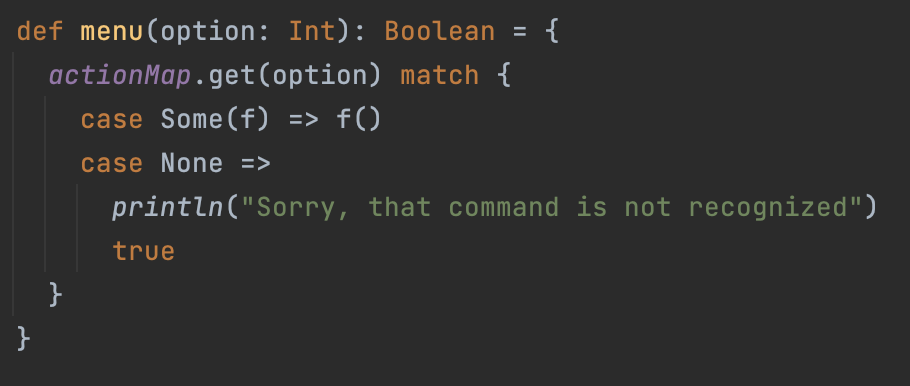 def menu(option: Int): Boolean = {
  actionMap.get(option) match {
    case Some(f) => f()
    case None =>
      println("Sorry, that command is not recognized")
      true
  }
}